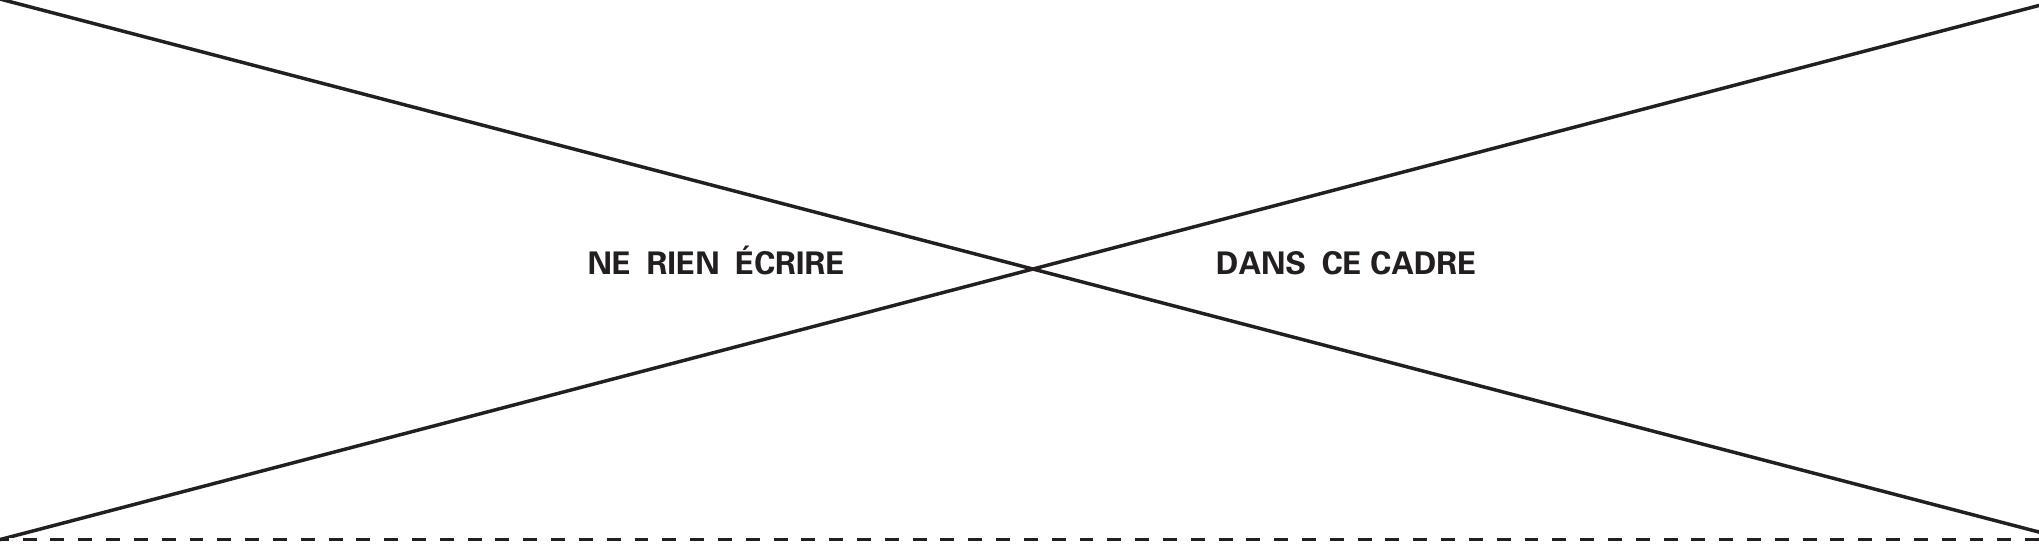 NE RIEN ÉCRIRE DANS CE CADRE